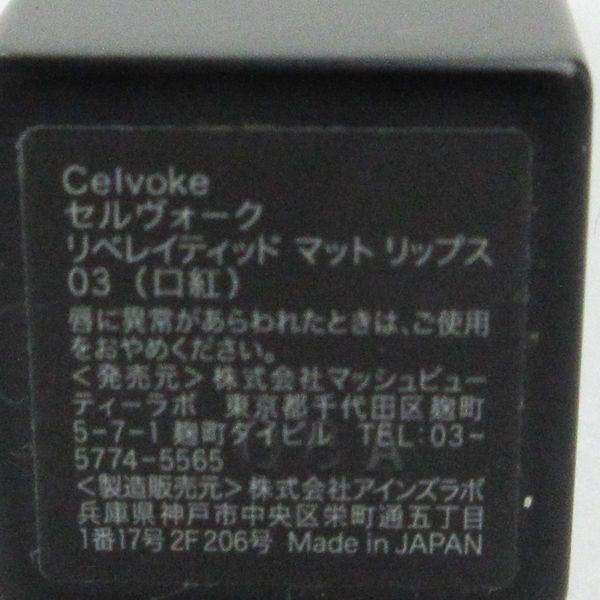 Celvoke
セルヴォーク
リベレイティッド マット リップス
03（口紅）
唇に異常があらわれたときは、ご使用
をおやめください。
＜発売元＞株式会社マッシュビュー
ティーラボ　東京都千代田区麹町
5-7-1 麹町ダイビル　TEL:03-
5774-5565
＜製造販売元＞株式会社アインズラボ
兵庫県神戸市中央区栄町通五丁目
1番17号 2F 206号 Made in JAPAN